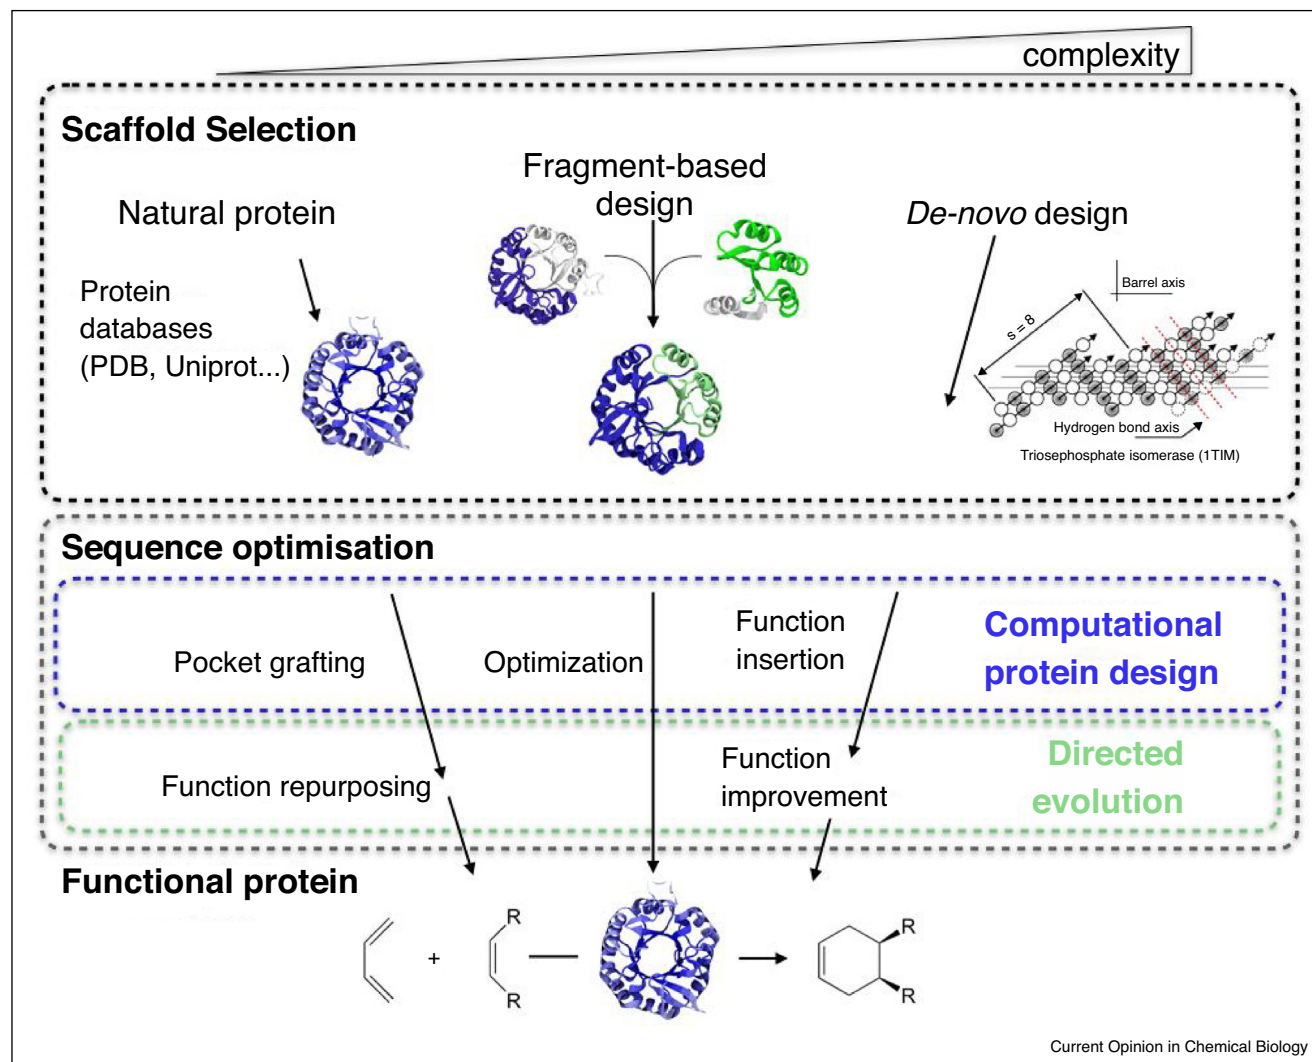 complexity
Scaffold Selection
Natural protein
Protein
databases
(PDB, Uniprot...)
Fragment-based
design
De-novo design
Barrel axis
s = 8
Hydrogen bond axis
Triosephosphate isomerase (1TIM)
Sequence optimisation
Pocket grafting
Optimization
Function
insertion
Computational
protein design
Function repurposing
Function
improvement
Directed
evolution
Functional protein
+
R
R
R
R
Current Opinion in Chemical Biology